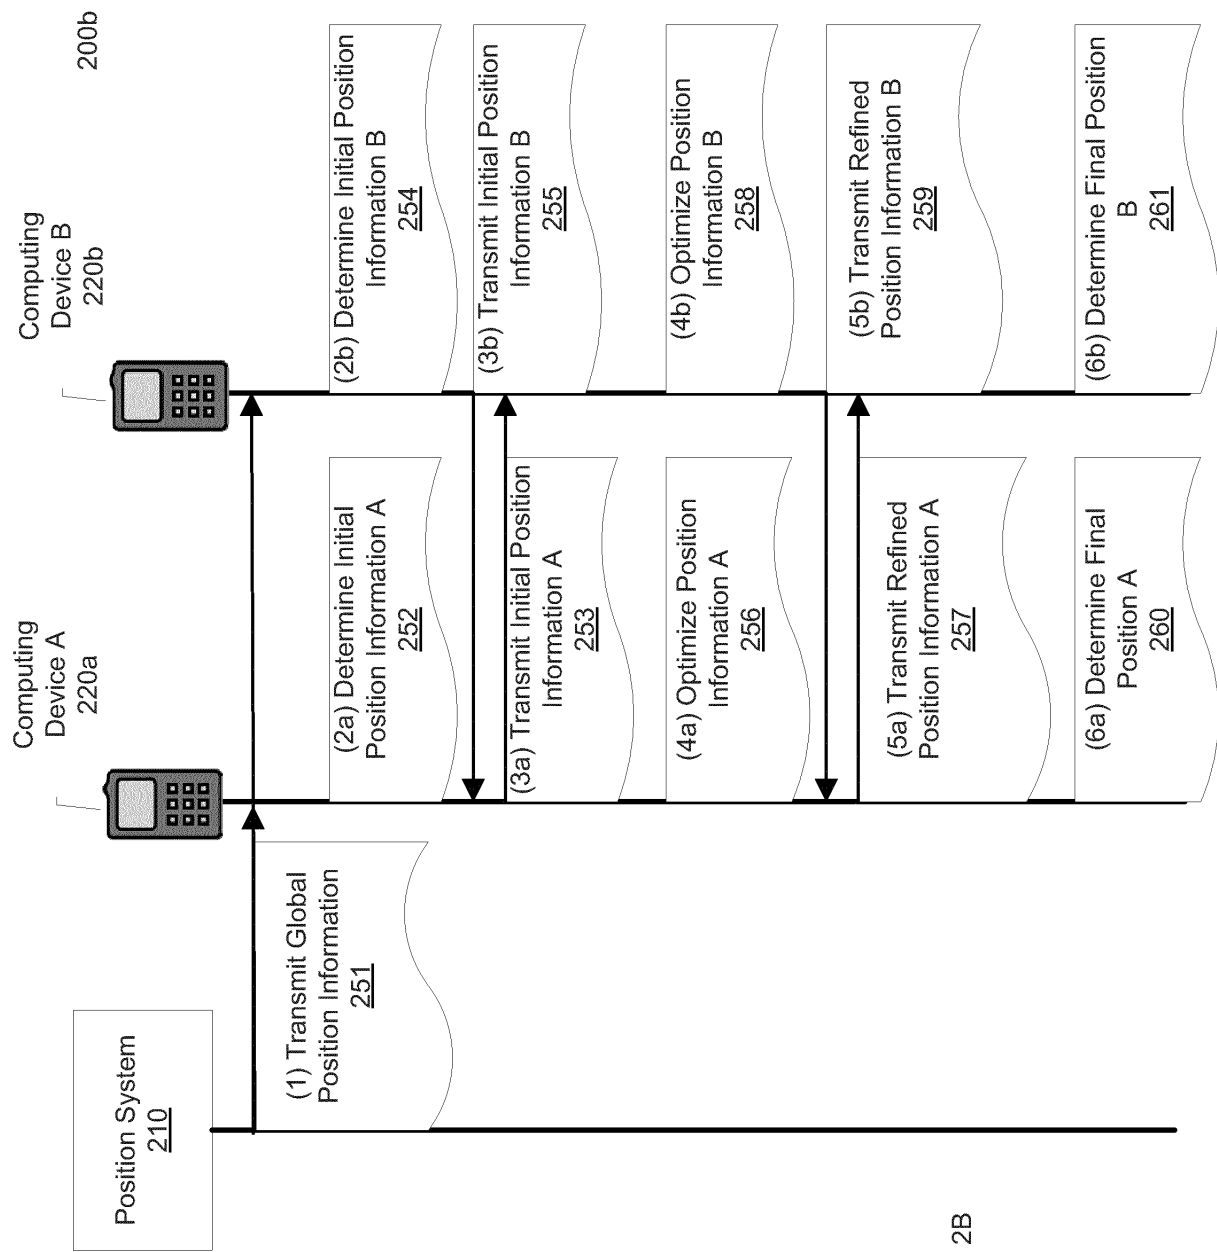 200b
Computing
Device B
220b
Computing
Device A
220a
Position System
210
(1) Transmit Global
Position Information
251
(2a) Determine Initial
Position Information A
252
(2b) Determine Initial Position
Information B
254
(3a) Transmit Initial Position
Information A
253
(3b) Transmit Initial Position
Information B
255
(4a) Optimize Position
Information A
256
(4b) Optimize Position
Information B
258
(5a) Transmit Refined
Position Information A
257
(5b) Transmit Refined
Position Information B
259
(6a) Determine Final
Position A
260
(6b) Determine Final Position
B
261
2B